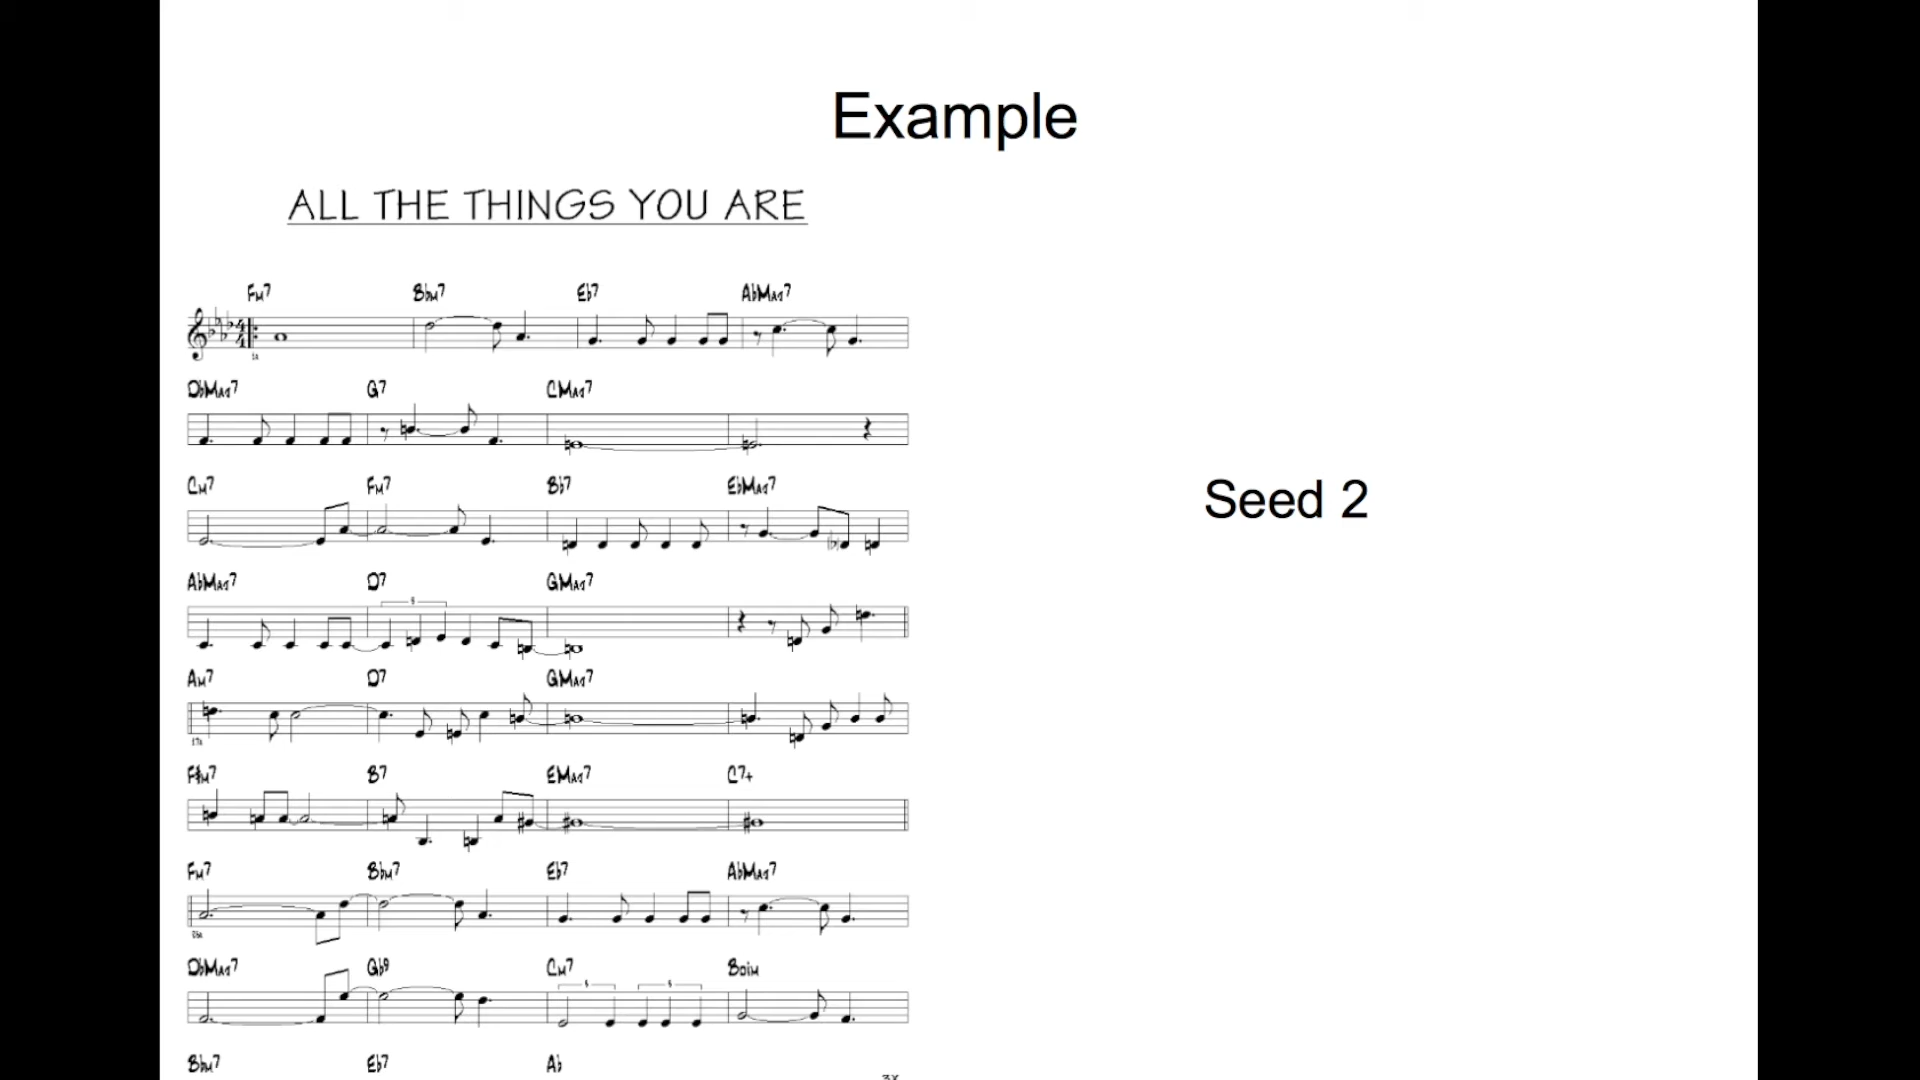 Example
ALL THE THINGS YOU ARE
Fm7 Bbm7 Eb7 AbMaj7
DbMaj7 G7 CMaj7
Cm7 Fm7 Bb7 EbMaj7
AbMaj7 D7 GMaj7
Seed 2
Am7 D7 GMaj7
F#m7 B7 EMaj7 C7+
Fm7 Bbm7 Eb7 AbMaj7
DbMaj7 Gb9 Cm7 Bdim
Bbm7 Eb7 Ab